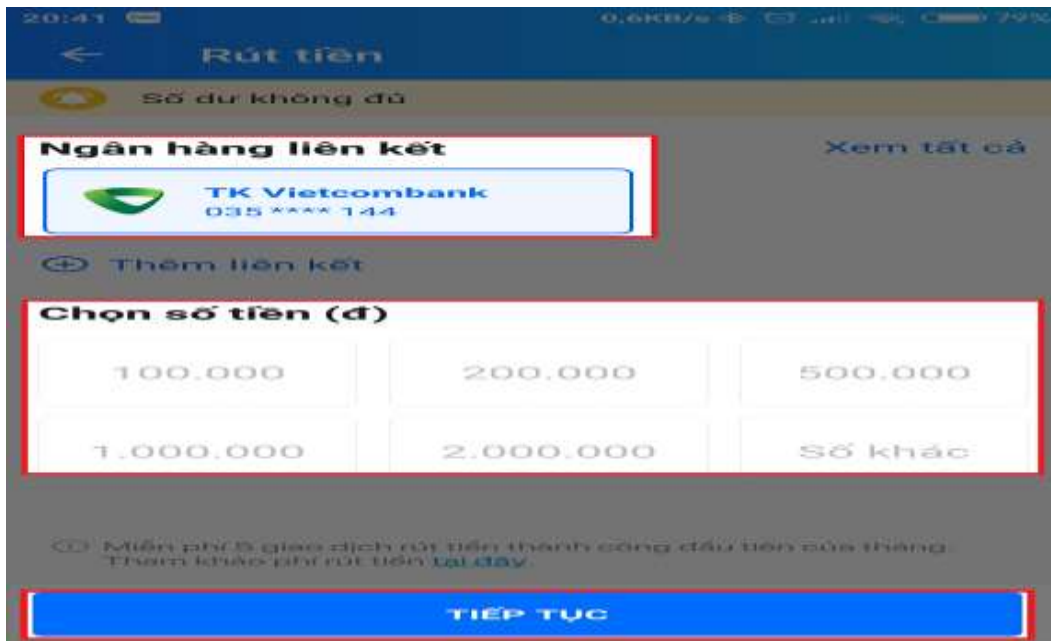 20:41 0,6KB/s 79%
Rút tiền
Số dư không đủ
Ngân hàng liên kết Xem tất cả
TK Vietcombank
035 **** 144
Thêm liên kết
Chọn số tiền (đ)
100.000 200.000 500.000
1.000.000 2.000.000 Số khác
Miễn phí 5 giao dịch rút tiền thành công đầu tiên của tháng.
Tham khảo phí rút tiền tại đây.
TIẾP TỤC